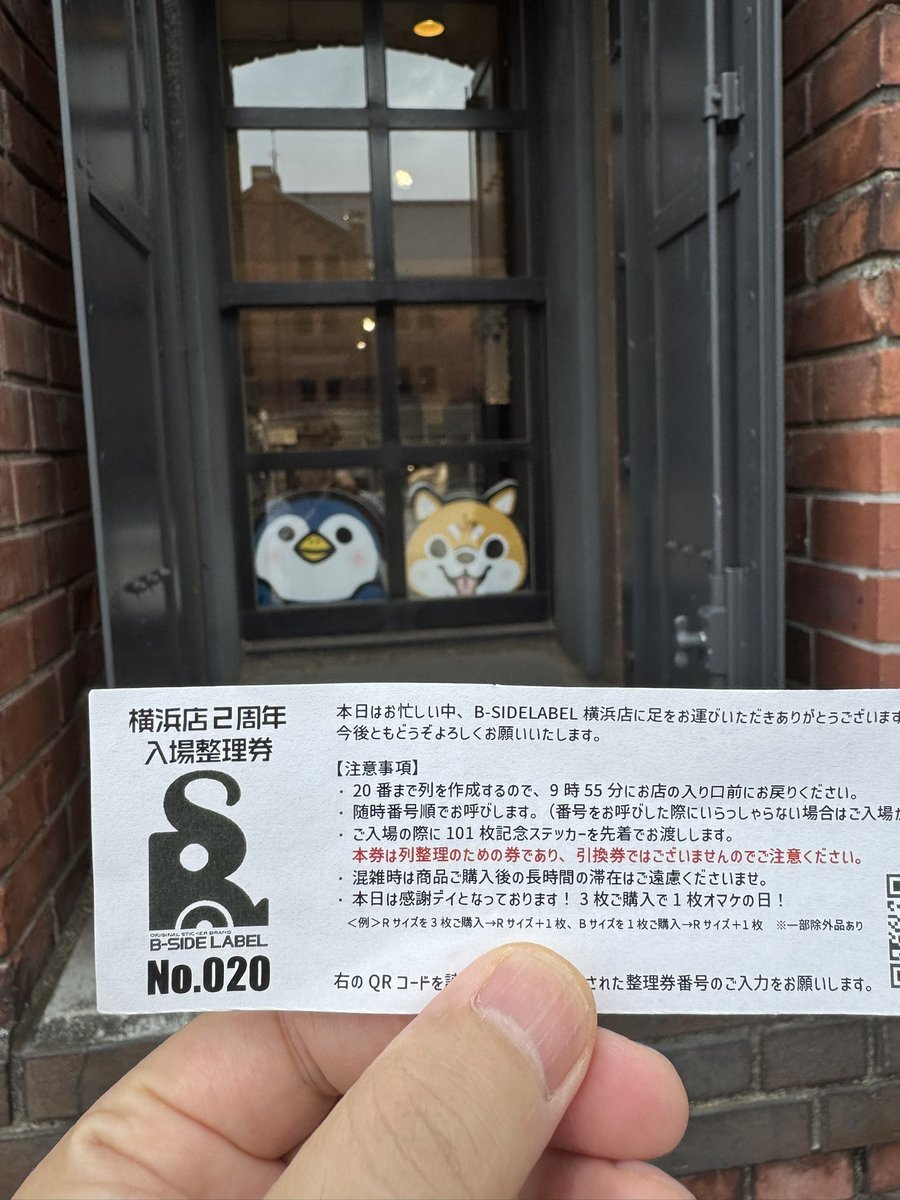 横浜店2周年
入場整理券
ORIGINAL STICKER BRAND
B-SIDE LABEL
No.020
本日はお忙しい中、B-SIDELABEL 横浜店に足をお運びいただきありがとうございます
今後ともどうぞよろしくお願いいたします。
【注意事項】
・20 番まで列を作成するので、9 時 55 分にお店の入り口前にお戻りください。
・随時番号順でお呼びします。（番号をお呼びした際にいらっしゃらない場合はご入場が
・ご入場の際に 101 枚記念ステッカーを先着でお渡しします。
本券は列整理のための券であり、引換券ではございませんのでご注意ください。
・混雑時は商品ご購入後の長時間の滞在はご遠慮くださいませ。
・本日は感謝デイとなっております！ 3 枚ご購入で 1 枚オマケの日！
＜例＞R サイズを 3 枚ご購入→R サイズ＋1 枚、B サイズを 1 枚ご購入→R サイズ＋1 枚 ※一部除外品あり
右の QR コードを された整理券番号のご入力をお願いします。